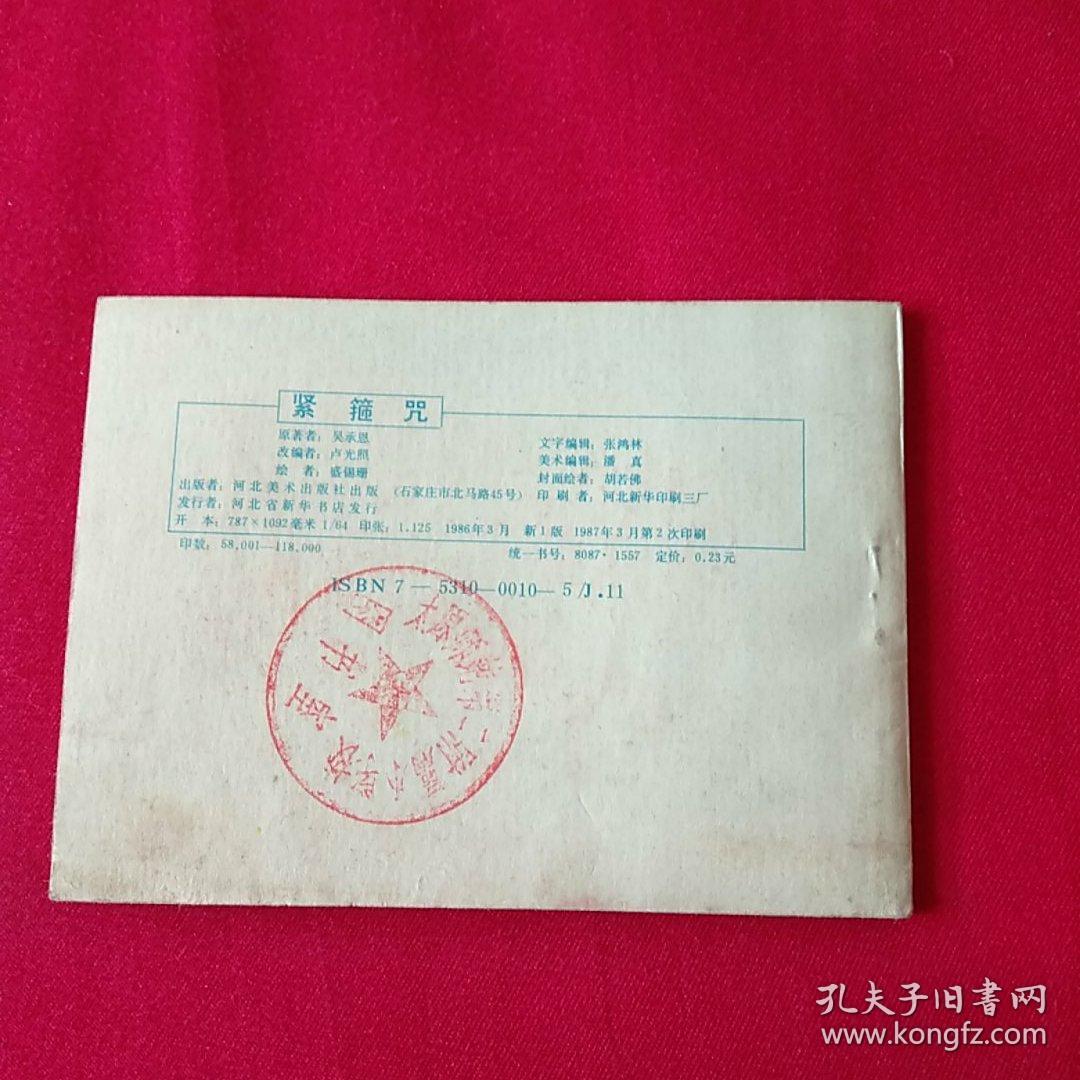 紧箍咒
原著者：吴承恩
改编者：卢光照
绘者：盛锡珊
文字编辑：张鸿林
美术编辑：潘真
封面绘者：胡若佛
出版者：河北美术出版社出版（石家庄市北马路45号）印刷者：河北新华印刷三厂
发行者：河北省新华书店发行
开本：787×1092毫米1/64 印张：1.125 1986年3月 新1版 1987年3月第2次印刷
印数：58,001—118,000 统一书号：8087·1557 定价：0.23元
ISBN 7—5310—0010—5/J.11
图书
孔夫子旧書网
www.kongfz.com